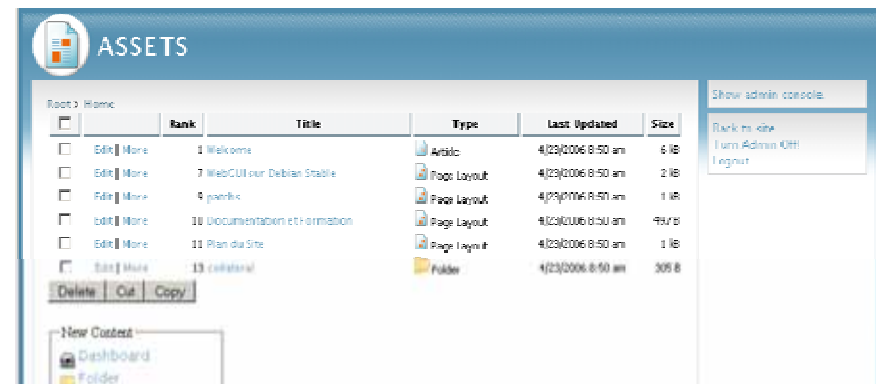 ASSETS
Root > Home
Rank Title Type Last Updated Size
Edit | More 1 Welcome Article 4/23/2006 8:50 am 6 kB
Edit | More 7 WebGUI sur Debian Stable Page Layout 4/23/2006 8:50 am 2 kB
Edit | More 9 patchs Page Layout 4/23/2006 8:50 am 1 kB
Edit | More 10 Documentation et Formation Page Layout 4/23/2006 8:50 am 497 B
Edit | More 11 Plan du Site Page Layout 4/23/2006 8:50 am 1 kB
Edit | More 13 collateral Folder 4/23/2006 8:50 am 305 B
Delete Cut Copy
New Content
Dashboard
Folder
Show admin console.
Back to site
Turn Admin Off!
Logout